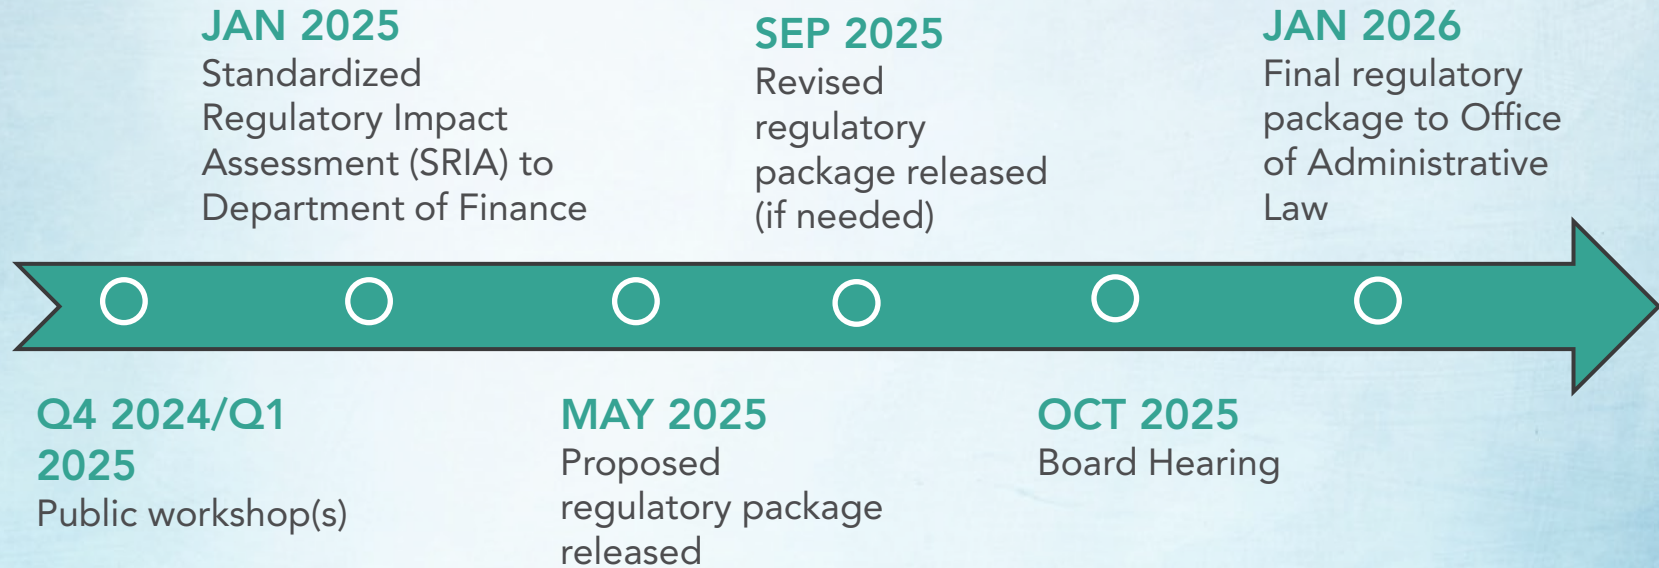 JAN 2025
Standardized
Regulatory Impact
Assessment (SRIA) to
Department of Finance
SEP 2025
Revised
regulatory
package released
(if needed)
JAN 2026
Final regulatory
package to Office
of Administrative
Law
Q4 2024/Q1
2025
Public workshop(s)
MAY 2025
Proposed
regulatory package
released
OCT 2025
Board Hearing